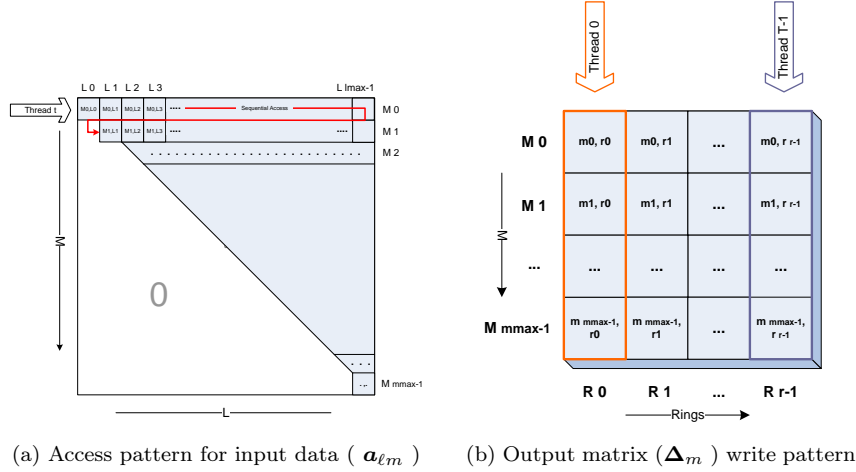 L 0 L 1 L 2 L 3 L lmax-1
Thread t
M0,L0 M0,L1 M0,L2 M0,L3 .... Sequential Access M 0
M1,L1 M1,L2 M1,L3 .... .... M 1
M 2
M
0
M mmax-1
L
(a) Access pattern for input data ( aℓm )
Thread 0 Thread T-1
M 0 m0, r0 m0, r1 ... m0, r r-1
M 1 m1, r0 m1, r1 ... m1, r r-1
M
... ... ... ... ...
M mmax-1 m mmax-1, r0 m mmax-1, r1 ... m mmax-1, r r-1
R 0 R 1 ... R r-1
Rings
(b) Output matrix (Δm ) write pattern